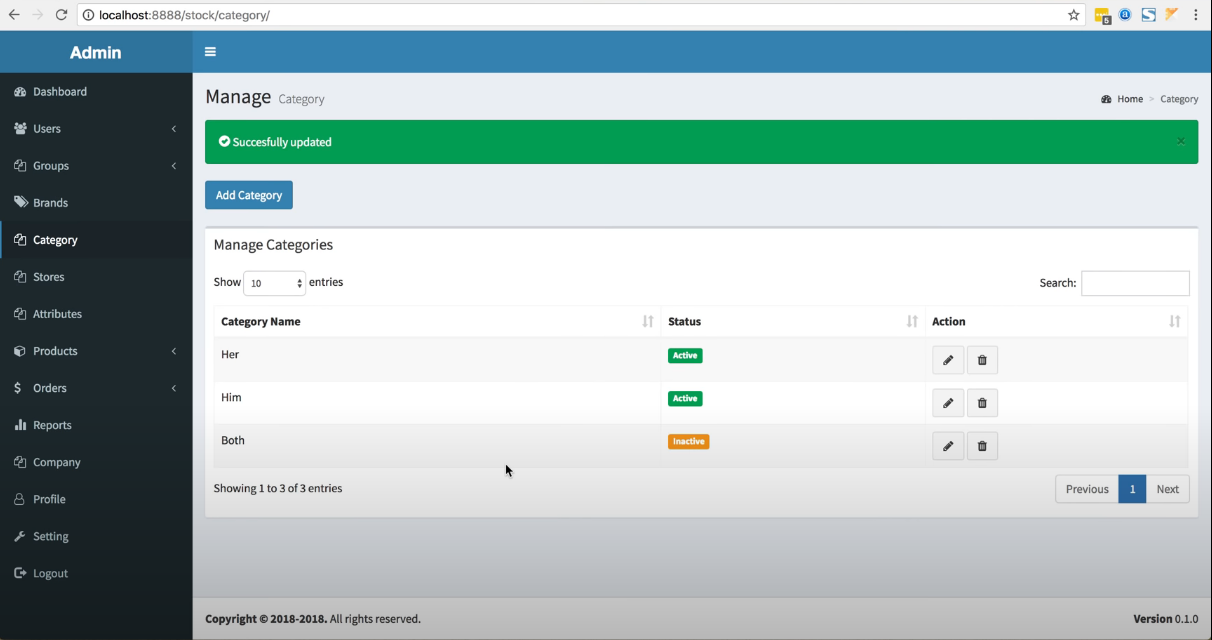 localhost:8888/stock/category/
5
Admin
Dashboard
Users
Groups
Brands
Category
Stores
Attributes
Products
Orders
Reports
Company
Profile
Setting
Logout
Manage Category
Home > Category
Succesfully updated ×
Add Category
Manage Categories
Show 10 entries
Search:
Category Name Status Action
Her Active
Him Active
Both Inactive
Showing 1 to 3 of 3 entries
Previous 1 Next
Copyright © 2018-2018. All rights reserved.
Version 0.1.0